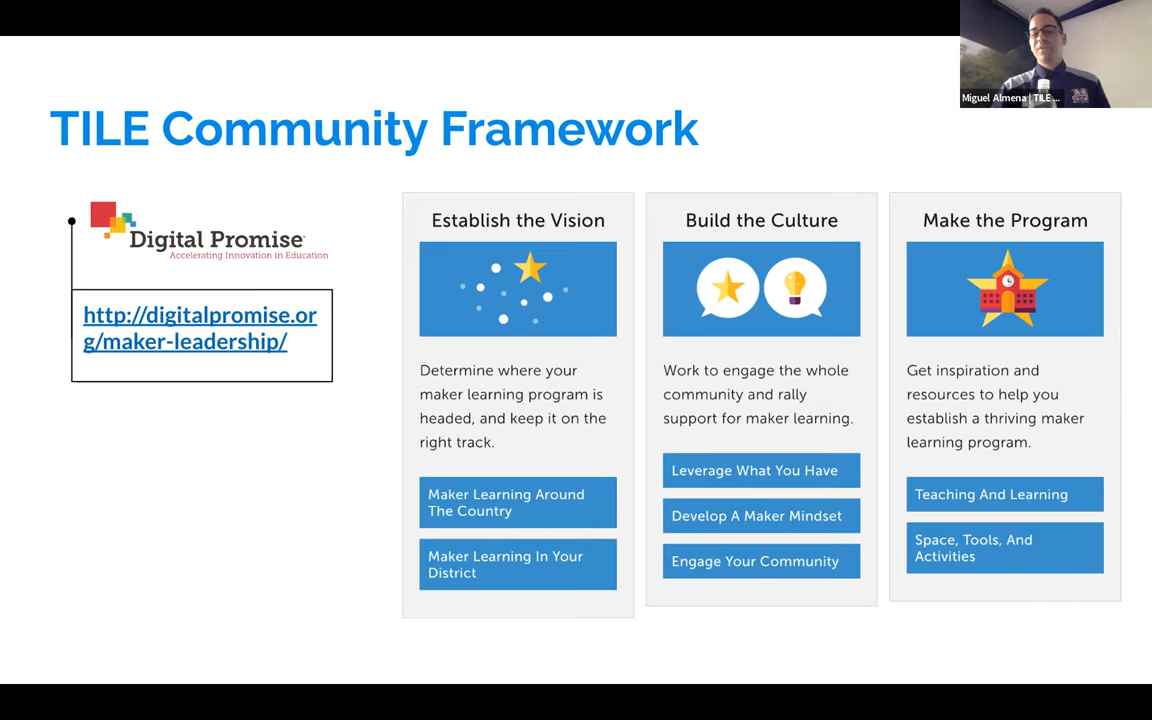 Miguel Almena | TILE ...
TILE Community Framework
Digital Promise
Accelerating Innovation in Education
http://digitalpromise.or
g/maker-leadership/
Establish the Vision
Determine where your
maker learning program is
headed, and keep it on the
right track.
Maker Learning Around
The Country
Maker Learning In Your
District
Build the Culture
Work to engage the whole
community and rally
support for maker learning.
Leverage What You Have
Develop A Maker Mindset
Engage Your Community
Make the Program
Get inspiration and
resources to help you
establish a thriving maker
learning program.
Teaching And Learning
Space, Tools, And
Activities